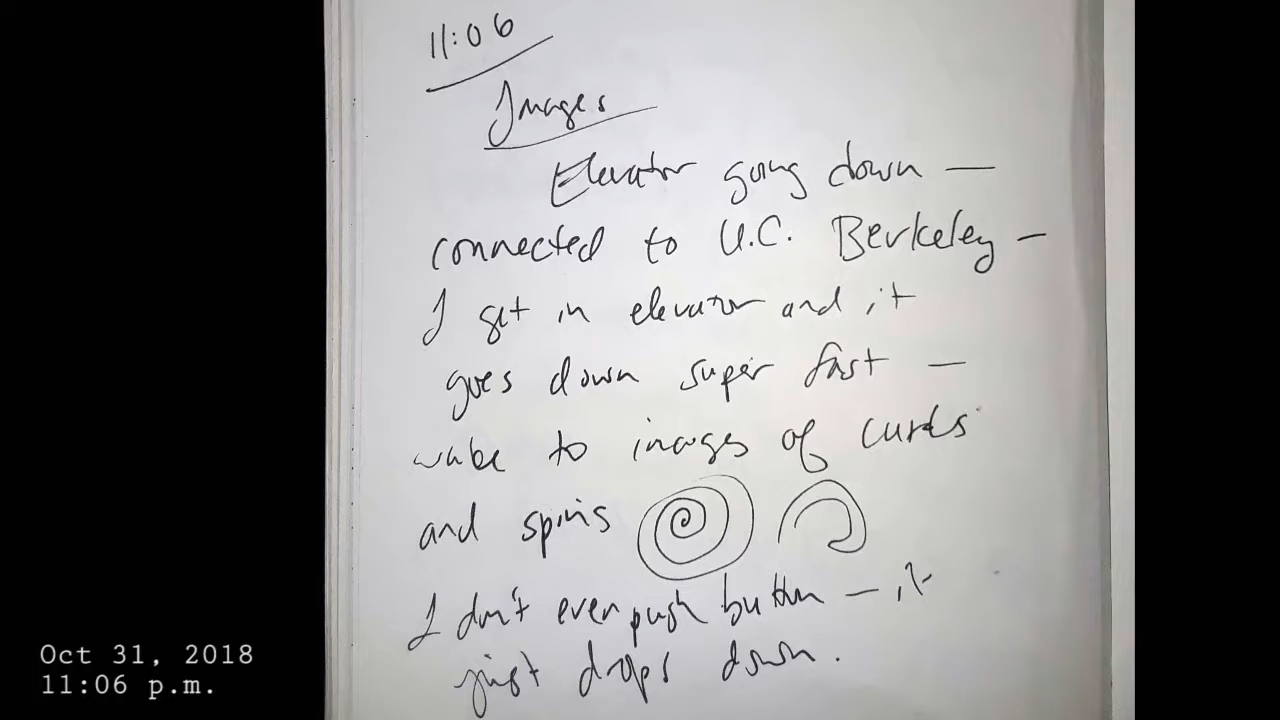 11:06
Images
Elevator going down —
connected to U.C. Berkeley —
I get in elevator and it
goes down super fast —
wake to images of curls
and spins
I don't even push button — it
just drops down.
Oct 31, 2018
11:06 p.m.